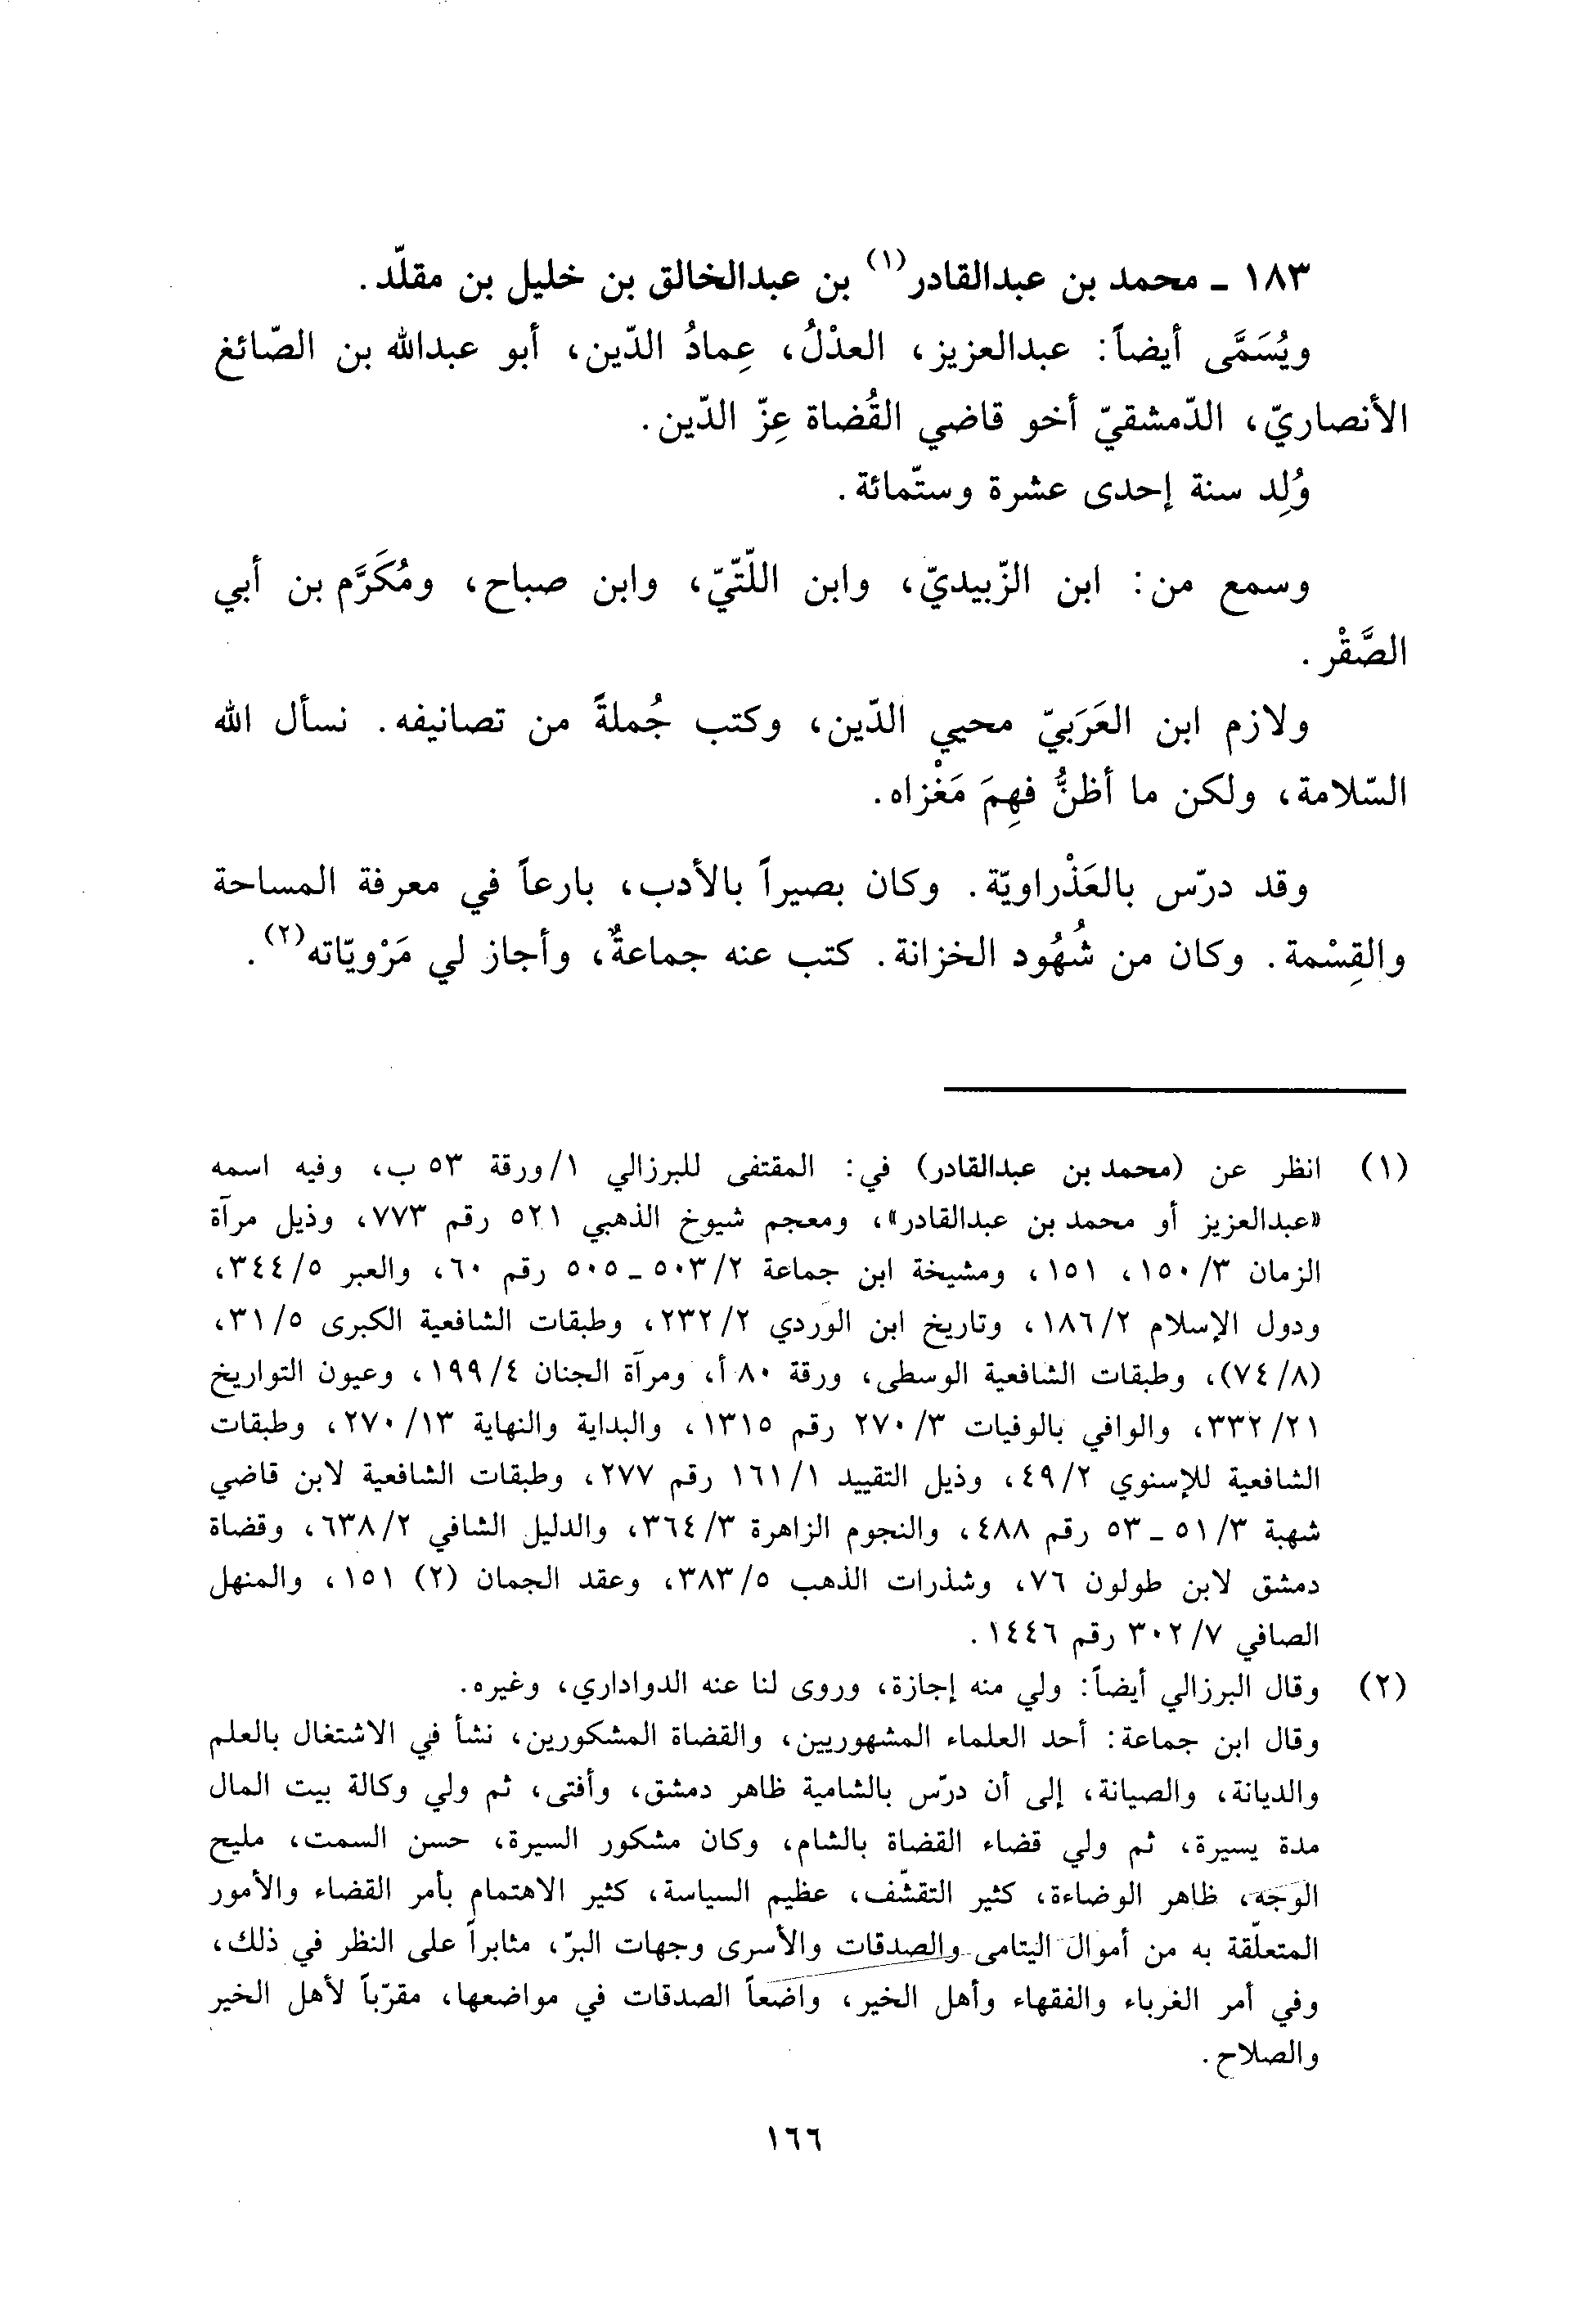 ١٨٣ ـ محمد بن عبدالقادر(١) بن عبدالخالق بن خليل بن مقلّد.
ويُسَمَّى أيضاً: عبدالعزيز، العدْلُ، عِمادُ الدّين، أبو عبدالله بن الصّائغ
الأنصاريّ، الدّمشقيّ أخو قاضي القُضاة عِزّ الدّين.
وُلِد سنة إحدى عشرة وستّمائة.
وسمع من: ابن الزّبيديّ، وابن اللّتّيّ، وابن صباح، ومُكَرَّم بن أبي
الصَّقْر.
ولازم ابن العَرَبيّ محيي الدّين، وكتب جُملةً من تصانيفه. نسأل الله
السّلامة، ولكن ما أظنُّ فهِمَ مَغْزاه.
وقد درّس بالعَذْراويّة. وكان بصيراً بالأدب، بارعاً في معرفة المساحة
والقِسْمة. وكان من شُهُود الخزانة. كتب عنه جماعةٌ، وأجاز لي مَرْويّاته(٢).
(١) انظر عن (محمد بن عبدالقادر) في: المقتفى للبرزالي ١/ورقة ٥٣ ب، وفيه اسمه
«عبدالعزيز أو محمد بن عبدالقادر»، ومعجم شيوخ الذهبي ٥٢١ رقم ٧٧٣، وذيل مرآة
الزمان ٣/١٥٠، ١٥١، ومشيخة ابن جماعة ٢/٥٠٣ ـ ٥٠٥ رقم ٦٠، والعبر ٥/٣٤٤،
ودول الإسلام ٢/١٨٦، وتاريخ ابن الوردي ٢/٢٣٢، وطبقات الشافعية الكبرى ٥/٣١،
(٨/٧٤)، وطبقات الشافعية الوسطى، ورقة ٨٠ أ، ومرآة الجنان ٤/١٩٩، وعيون التواريخ
٢١/٣٣٢، والوافي بالوفيات ٣/٢٧٠ رقم ١٣١٥، والبداية والنهاية ١٣/٢٧٠، وطبقات
الشافعية للإسنوي ٢/٤٩، وذيل التقييد ١/١٦١ رقم ٢٧٧، وطبقات الشافعية لابن قاضي
شهبة ٣/٥١ ـ ٥٣ رقم ٤٨٨، والنجوم الزاهرة ٣/٣٦٤، والدليل الشافي ٢/٦٣٨، وقضاة
دمشق لابن طولون ٧٦، وشذرات الذهب ٥/٣٨٣، وعقد الجمان (٢) ١٥١، والمنهل
الصافي ٧/٣٠٢ رقم ١٤٤٦.
(٢) وقال البرزالي أيضاً: ولي منه إجازة، وروى لنا عنه الدواداري، وغيره.
وقال ابن جماعة: أحد العلماء المشهوريين، والقضاة المشكورين، نشأ في الاشتغال بالعلم
والديانة، والصيانة، إلى أن درّس بالشامية ظاهر دمشق، وأفتى، ثم ولي وكالة بيت المال
مدة يسيرة، ثم ولي قضاء القضاة بالشام، وكان مشكور السيرة، حسن السمت، مليح
الوجه، ظاهر الوضاءة، كثير التقشّف، عظيم السياسة، كثير الاهتمام بأمر القضاء والأمور
المتعلّقة به من أموال اليتامى والصدقات والأسرى وجهات البرّ، مثابراً على النظر في ذلك،
وفي أمر الغرباء والفقهاء وأهل الخير، واضعاً الصدقات في مواضعها، مقرّباً لأهل الخير
والصلاح.
١٦٦